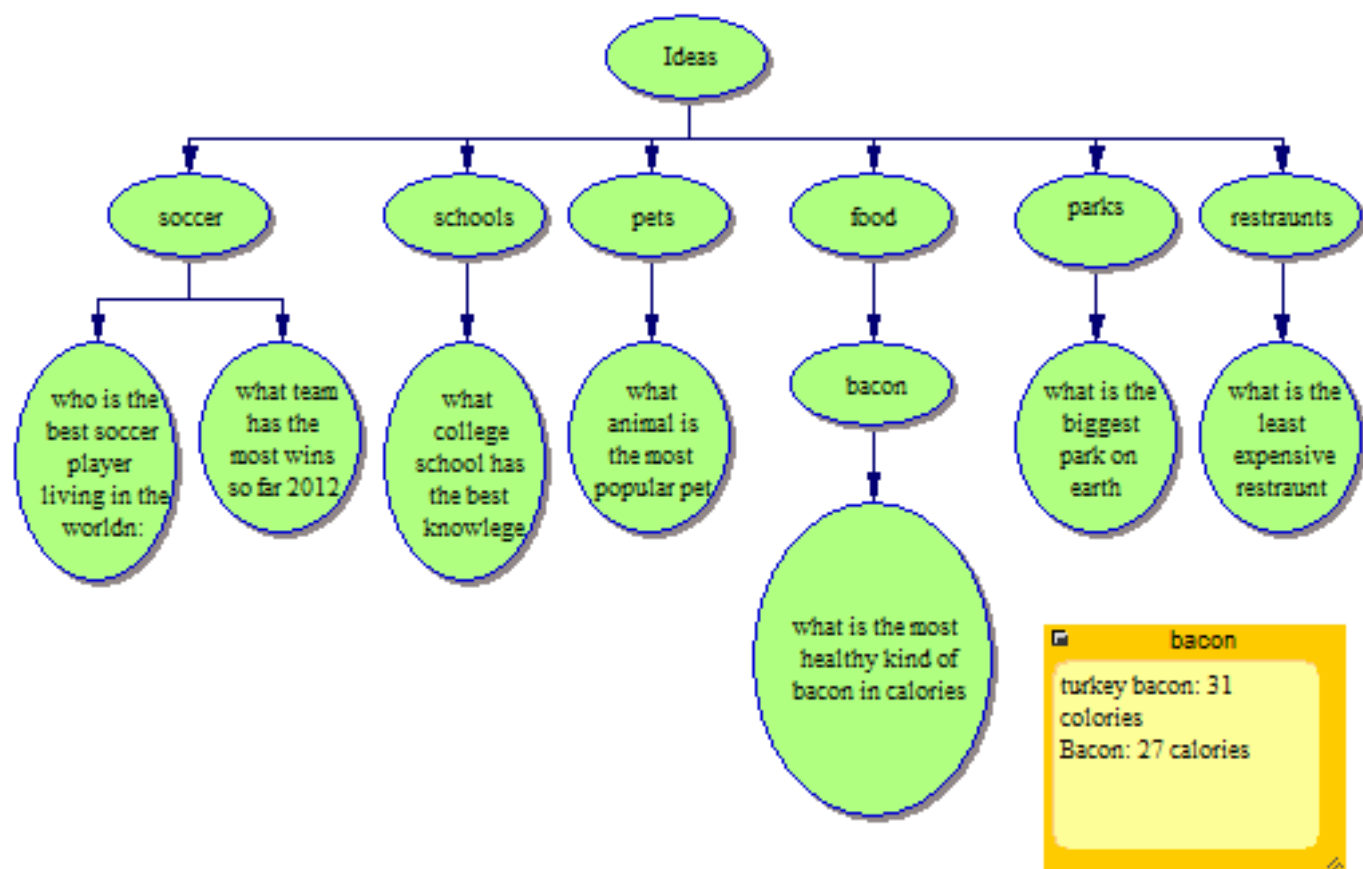 Ideas
soccer
schools
pets
food
parks
restraunts
who is the
best soccer
player
living in the
worldn:
what team
has the
most wins
so far 2012
what
college
school has
the best
knowlege
what
animal is
the most
popular pet
bacon
what is the
biggest
park on
earth
what is the
least
expensive
restraunt
what is the most
healthy kind of
bacon in calories
bacon
turkey bacon: 31
colories
Bacon: 27 calories